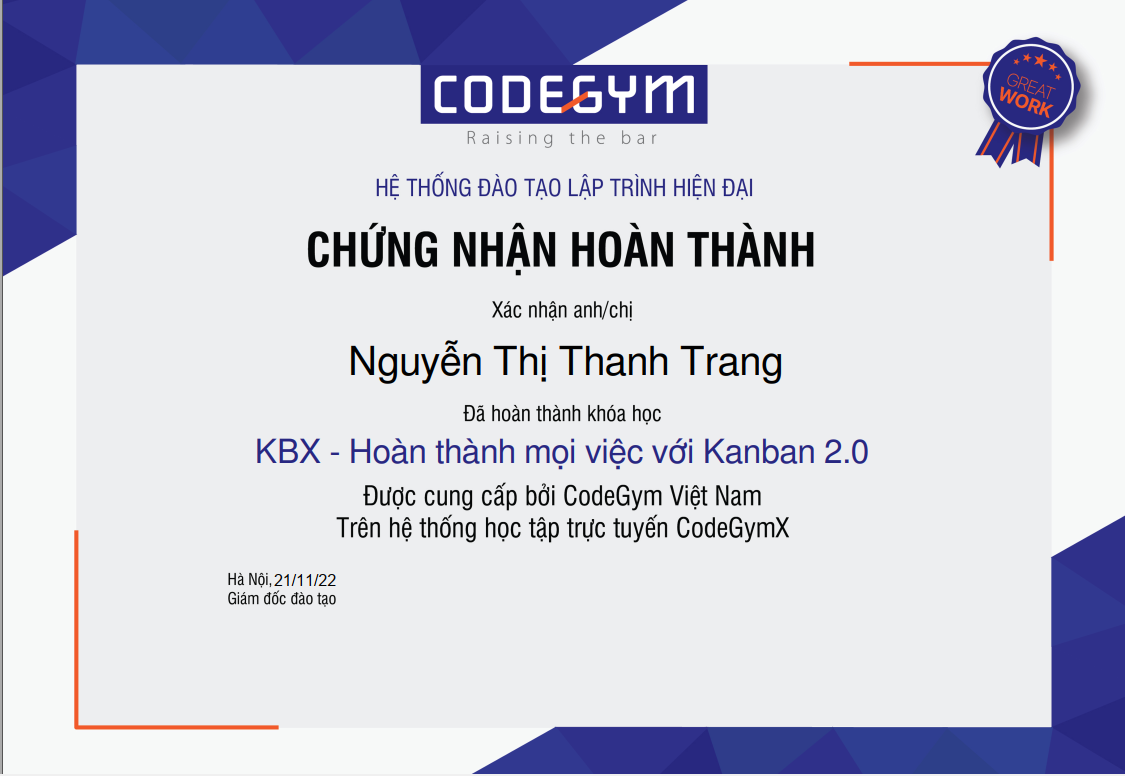 CODEGYM
Raising the bar
GREAT
WORK
HỆ THỐNG ĐÀO TẠO LẬP TRÌNH HIỆN ĐẠI
CHỨNG NHẬN HOÀN THÀNH
Xác nhận anh/chị
Nguyễn Thị Thanh Trang
Đã hoàn thành khóa học
KBX - Hoàn thành mọi việc với Kanban 2.0
Được cung cấp bởi CodeGym Việt Nam
Trên hệ thống học tập trực tuyến CodeGymX
Hà Nội, 21/11/22
Giám đốc đào tạo